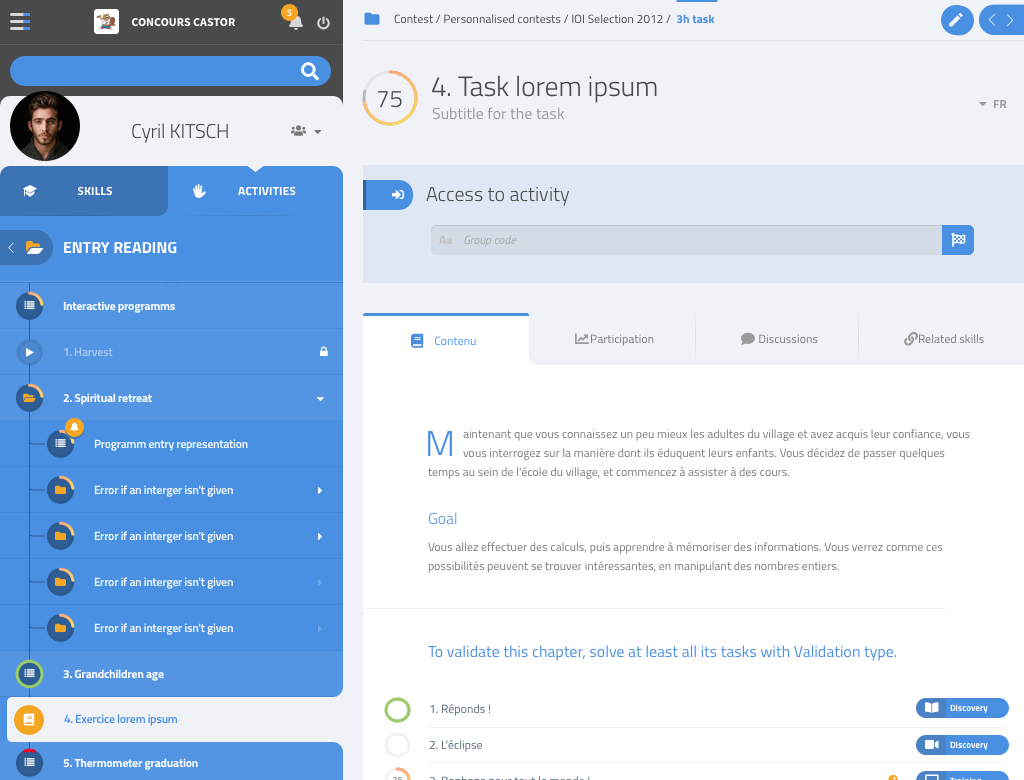 CONCOURS CASTOR
5
Cyril KITSCH
SKILLS
ACTIVITIES
ENTRY READING
Interactive programms
1. Harvest
2. Spiritual retreat
Programm entry representation
Error if an interger isn't given
Error if an interger isn't given
Error if an interger isn't given
Error if an interger isn't given
3. Grandchildren age
4. Exercice lorem ipsum
5. Thermometer graduation
Contest / Personnalised contests / IOI Selection 2012 / 3h task
75
4. Task lorem ipsum
Subtitle for the task
FR
Access to activity
Aa Group code
Contenu
Participation
Discussions
Related skills
Maintenant que vous connaissez un peu mieux les adultes du village et avez acquis leur confiance, vous
vous interrogez sur la manière dont ils éduquent leurs enfants. Vous décidez de passer quelques
temps au sein de l'école du village, et commencez à assister à des cours.
Goal
Vous allez effectuer des calculs, puis apprendre à mémoriser des informations. Vous verrez comme ces
possibilités peuvent se trouver intéressantes, en manipulant des nombres entiers.
To validate this chapter, solve at least all its tasks with Validation type.
1. Réponds !
Discovery
2. L'éclipse
Discovery
75
3. Bonbons pour tout le monde !
Training